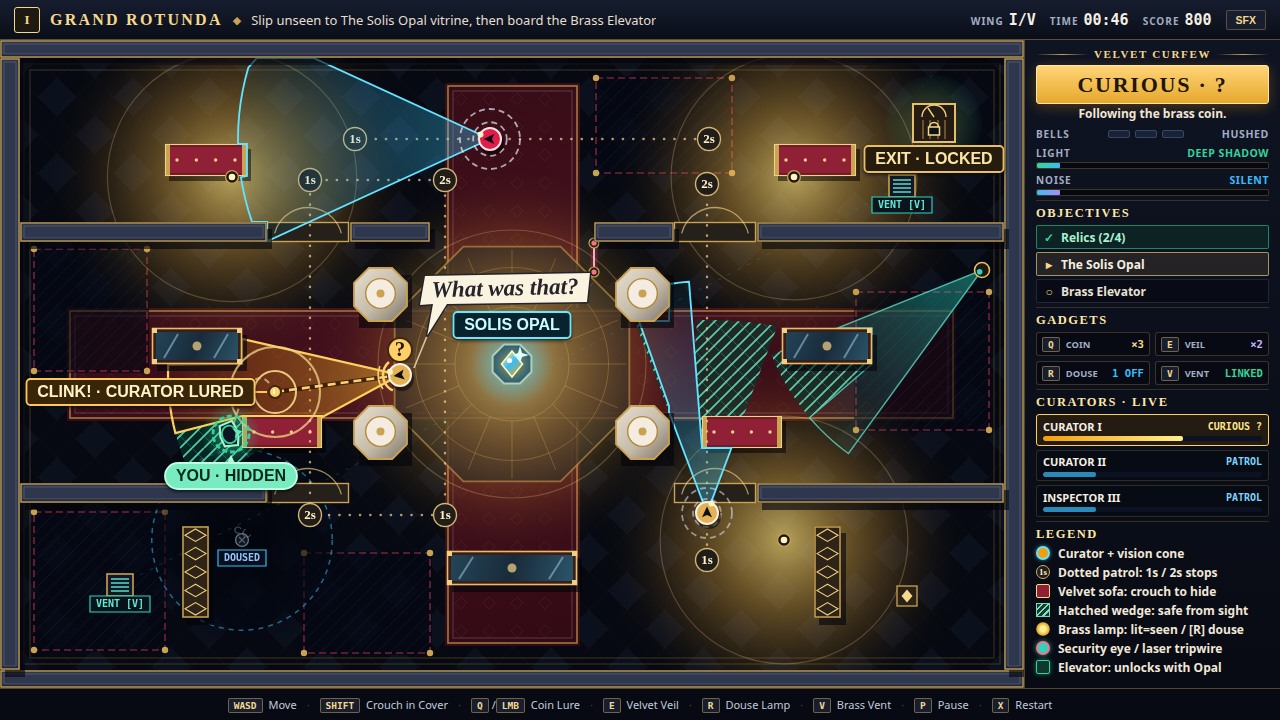 I GRAND ROTUNDA ◆ Slip unseen to The Solis Opal vitrine, then board the Brass Elevator WING I/V TIME 00:46 SCORE 800 SFX
VELVET CURFEW
CURIOUS · ?
Following the brass coin.
BELLS HUSHED
LIGHT DEEP SHADOW
NOISE SILENT
OBJECTIVES
✓ Relics (2/4)
▸ The Solis Opal
○ Brass Elevator
GADGETS
Q COIN ×3 E VEIL ×2
R DOUSE 1 OFF V VENT LINKED
CURATORS · LIVE
CURATOR I CURIOUS ?
CURATOR II PATROL
INSPECTOR III PATROL
LEGEND
Curator + vision cone
1s Dotted patrol: 1s / 2s stops
Velvet sofa: crouch to hide
Hatched wedge: safe from sight
Brass lamp: lit=seen / [R] douse
Security eye / laser tripwire
Elevator: unlocks with Opal
1s 2s
EXIT · LOCKED
1s 2s 2s
VENT [V]
What was that?
SOLIS OPAL
?
CLINK! · CURATOR LURED
YOU · HIDDEN
2s 1s
DOUSED
1s
VENT [V]
WASD Move · SHIFT Crouch in Cover · Q / LMB Coin Lure · E Velvet Veil · R Douse Lamp · V Brass Vent · P Pause · X Restart